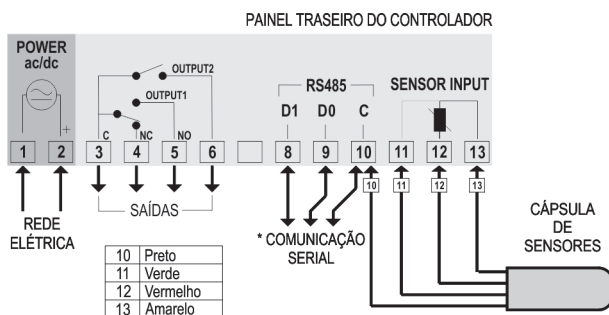 PAINEL TRASEIRO DO CONTROLADOR
POWER
ac/dc
+
OUTPUT2
OUTPUT1
C
NC
NO
RS485
D1 D0 C
SENSOR INPUT
1 2 3 4 5 6 8 9 10 11 12 13
REDE
ELÉTRICA
SAÍDAS
* COMUNICAÇÃO
SERIAL
10 11 12 13
CÁPSULA
DE
SENSORES
10 Preto
11 Verde
12 Vermelho
13 Amarelo